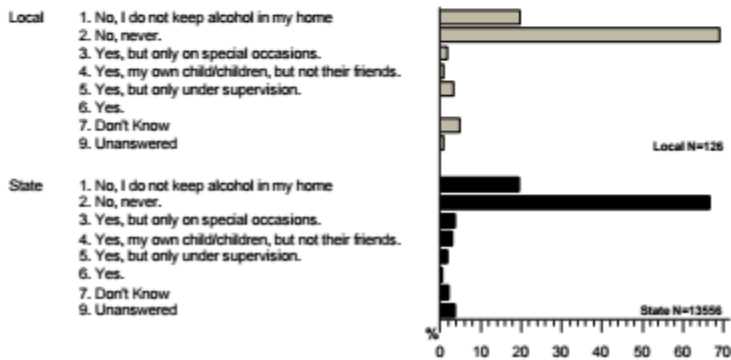 Local 1. No, I do not keep alcohol in my home
2. No, never.
3. Yes, but only on special occasions.
4. Yes, my own child/children, but not their friends.
5. Yes, but only under supervision.
6. Yes.
7. Don't Know
9. Unanswered
Local N=126
State 1. No, I do not keep alcohol in my home
2. No, never.
3. Yes, but only on special occasions.
4. Yes, my own child/children, but not their friends.
5. Yes, but only under supervision.
6. Yes.
7. Don't Know
9. Unanswered
State N=13556
%
0 10 20 30 40 50 60 70